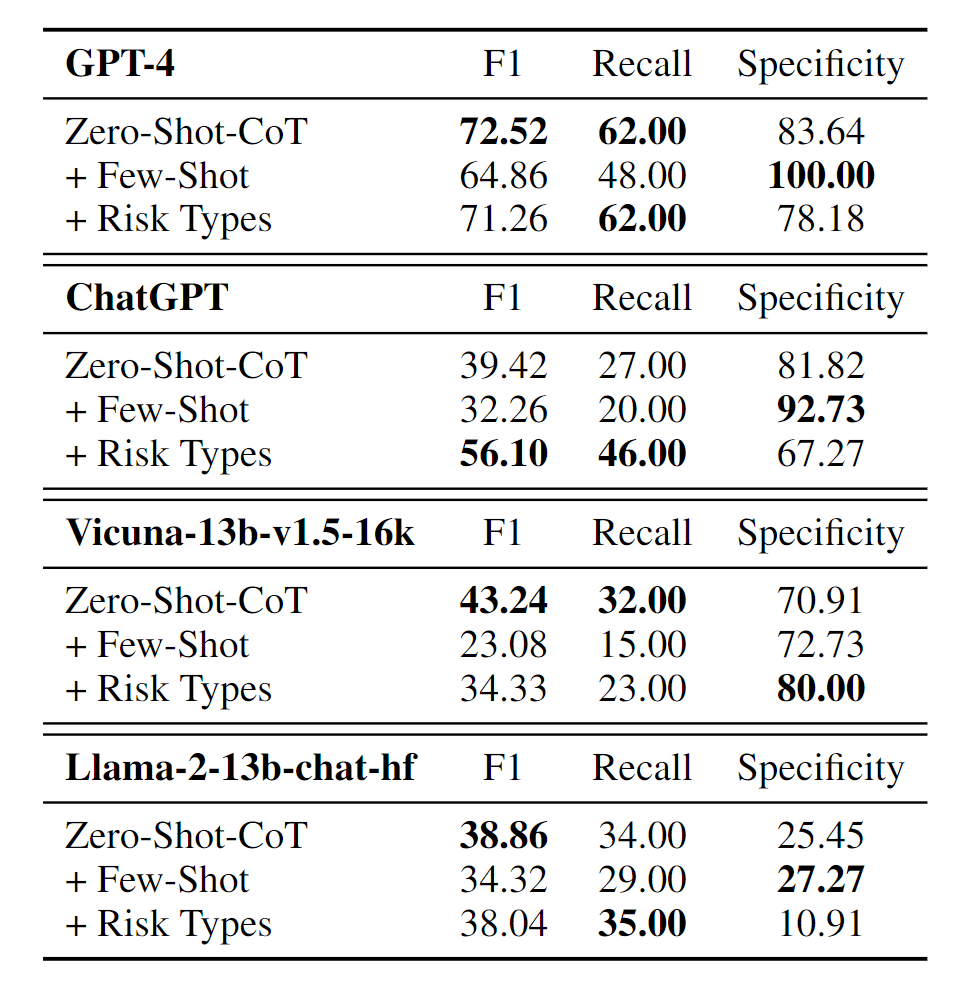 GPT-4 F1 Recall Specificity
Zero-Shot-CoT 72.52 62.00 83.64
+ Few-Shot 64.86 48.00 100.00
+ Risk Types 71.26 62.00 78.18
ChatGPT F1 Recall Specificity
Zero-Shot-CoT 39.42 27.00 81.82
+ Few-Shot 32.26 20.00 92.73
+ Risk Types 56.10 46.00 67.27
Vicuna-13b-v1.5-16k F1 Recall Specificity
Zero-Shot-CoT 43.24 32.00 70.91
+ Few-Shot 23.08 15.00 72.73
+ Risk Types 34.33 23.00 80.00
Llama-2-13b-chat-hf F1 Recall Specificity
Zero-Shot-CoT 38.86 34.00 25.45
+ Few-Shot 34.32 29.00 27.27
+ Risk Types 38.04 35.00 10.91